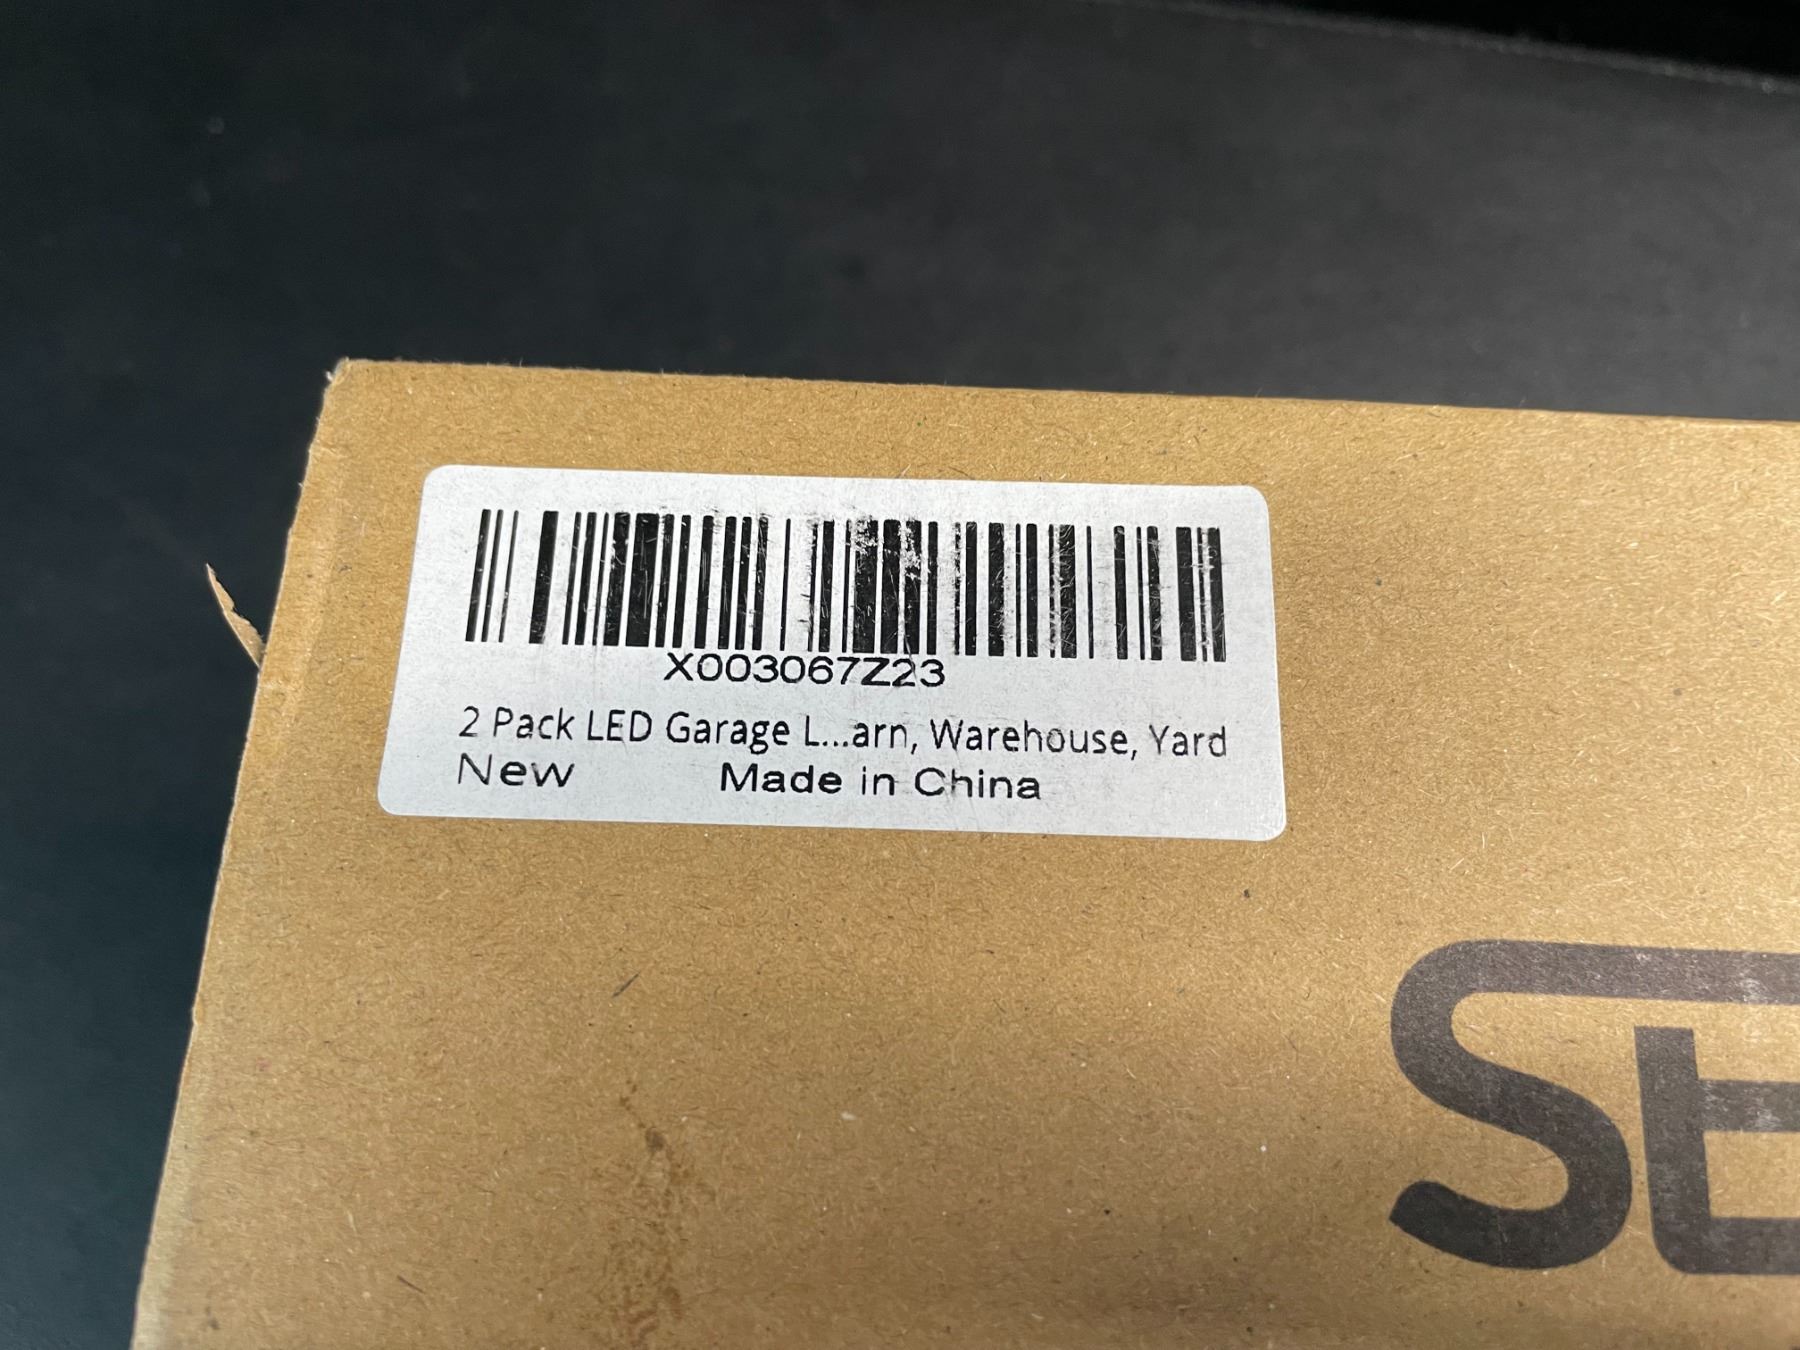 X003067Z23
2 Pack LED Garage L...arn, Warehouse, Yard
New Made in China
SE